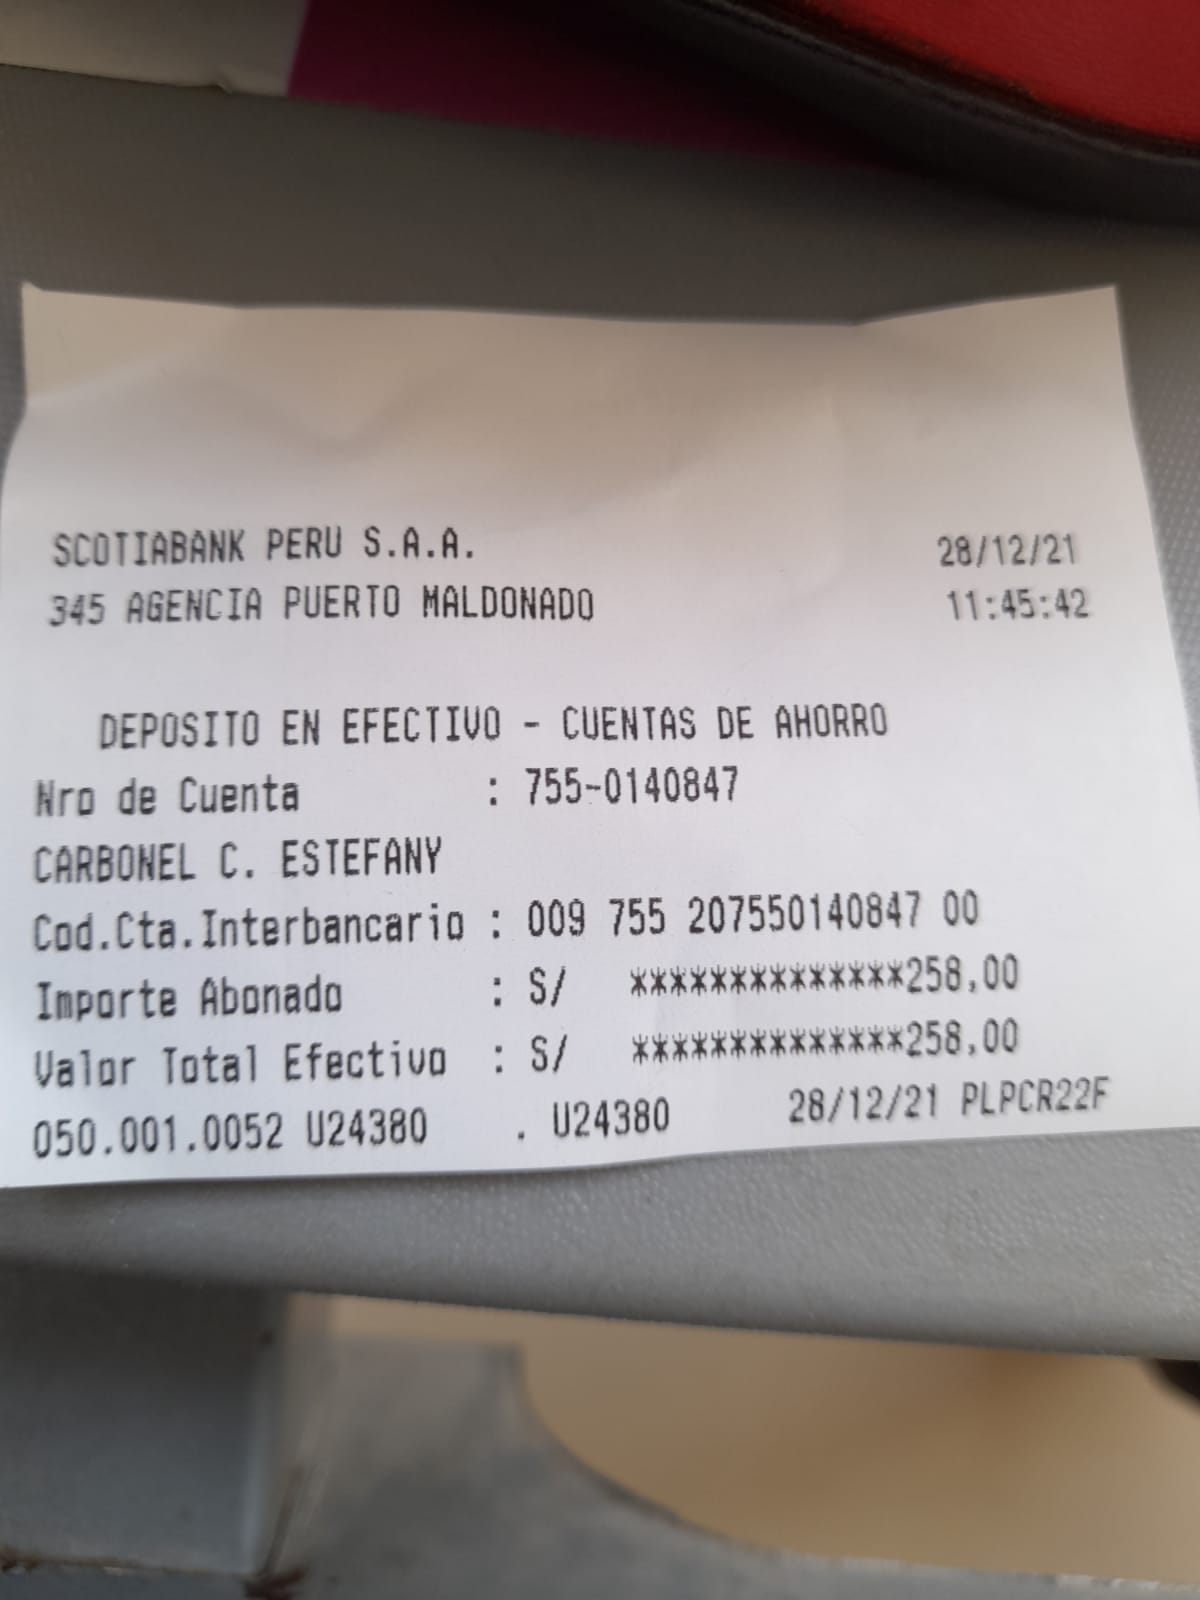 SCOTIABANK PERU S.A.A. 28/12/21
345 AGENCIA PUERTO MALDONADO 11:45:42
DEPOSITO EN EFECTIVO - CUENTAS DE AHORRO
Nro de Cuenta : 755-0140847
CARBONEL C. ESTEFANY
Cod.Cta.Interbancario : 009 755 207550140847 00
Importe Abonado : S/ **************258,00
Valor Total Efectivo : S/ **************258,00
050.001.0052 U24380 . U24380 28/12/21 PLPCR22F